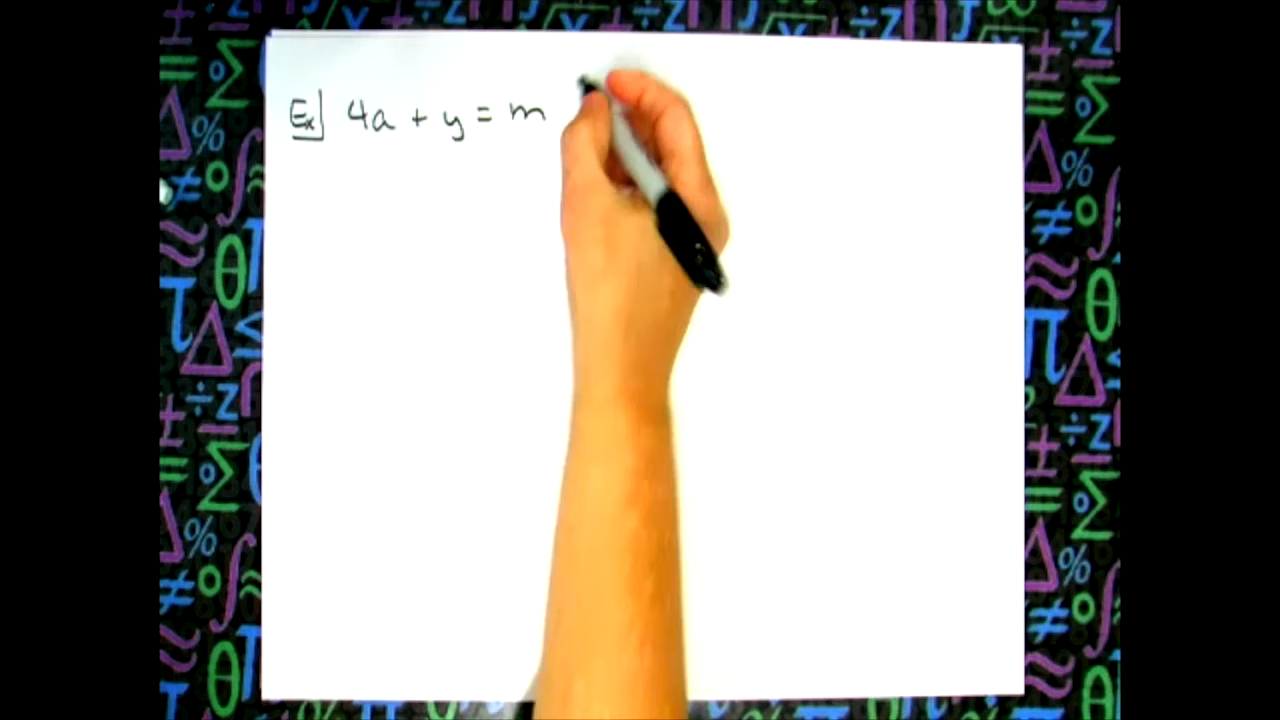 Ex] 4a + y = m